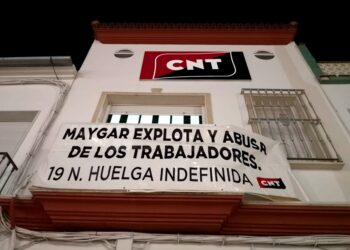 CNT
MAYGAR EXPLOTA Y ABUSA
DE LOS TRABAJADORES.
19 N. HUELGA INDEFINIDA
CNT